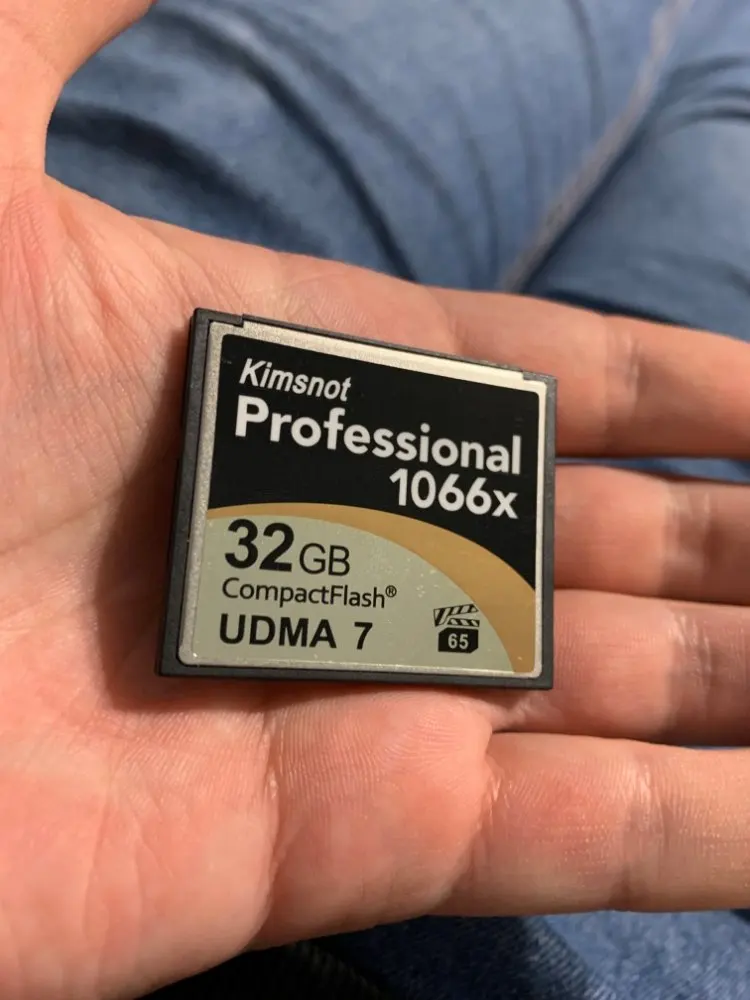 Kimsnot
Professional
1066x
32GB
CompactFlash®
UDMA 7
65